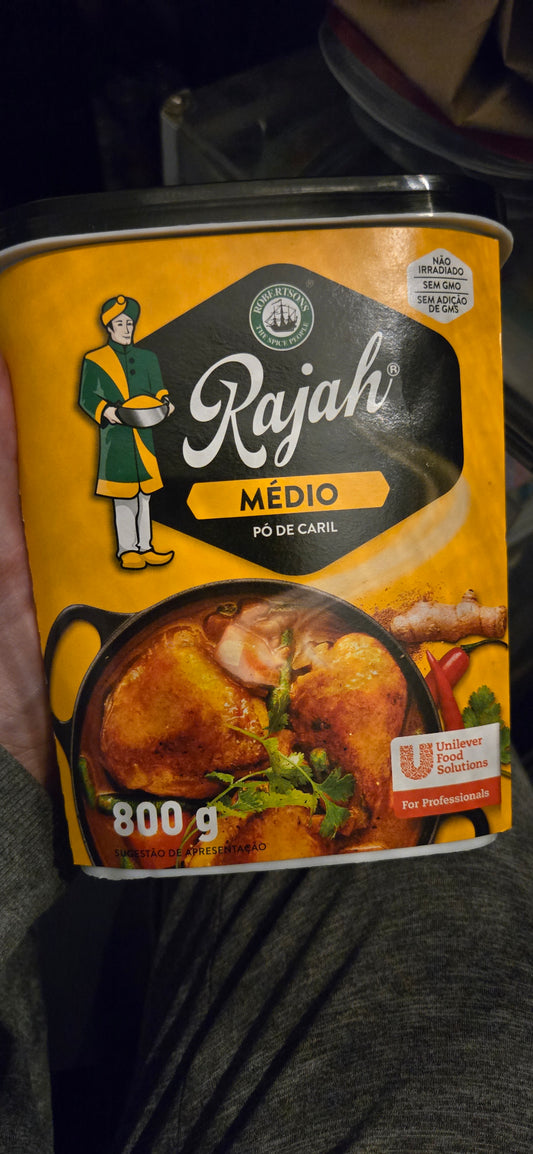 NÃO
IRRADIADO
SEM GMO
SEM ADIÇÃO
DE GMS
ROBERTSONS
THE SPICE PEOPLE
®
Rajah®
MÉDIO
PÓ DE CARIL
U
Unilever
Food
Solutions
For Professionals
800 g
SUGESTÃO DE APRESENTAÇÃO